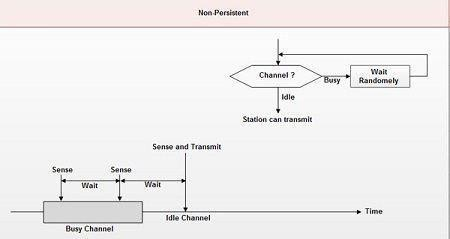 Non-Persistent
Channel ?
Busy
Wait
Randomely
Idle
Station can transmit
Sense and Transmit
Sense
Sense
Wait
Wait
Time
Idle Channel
Busy Channel